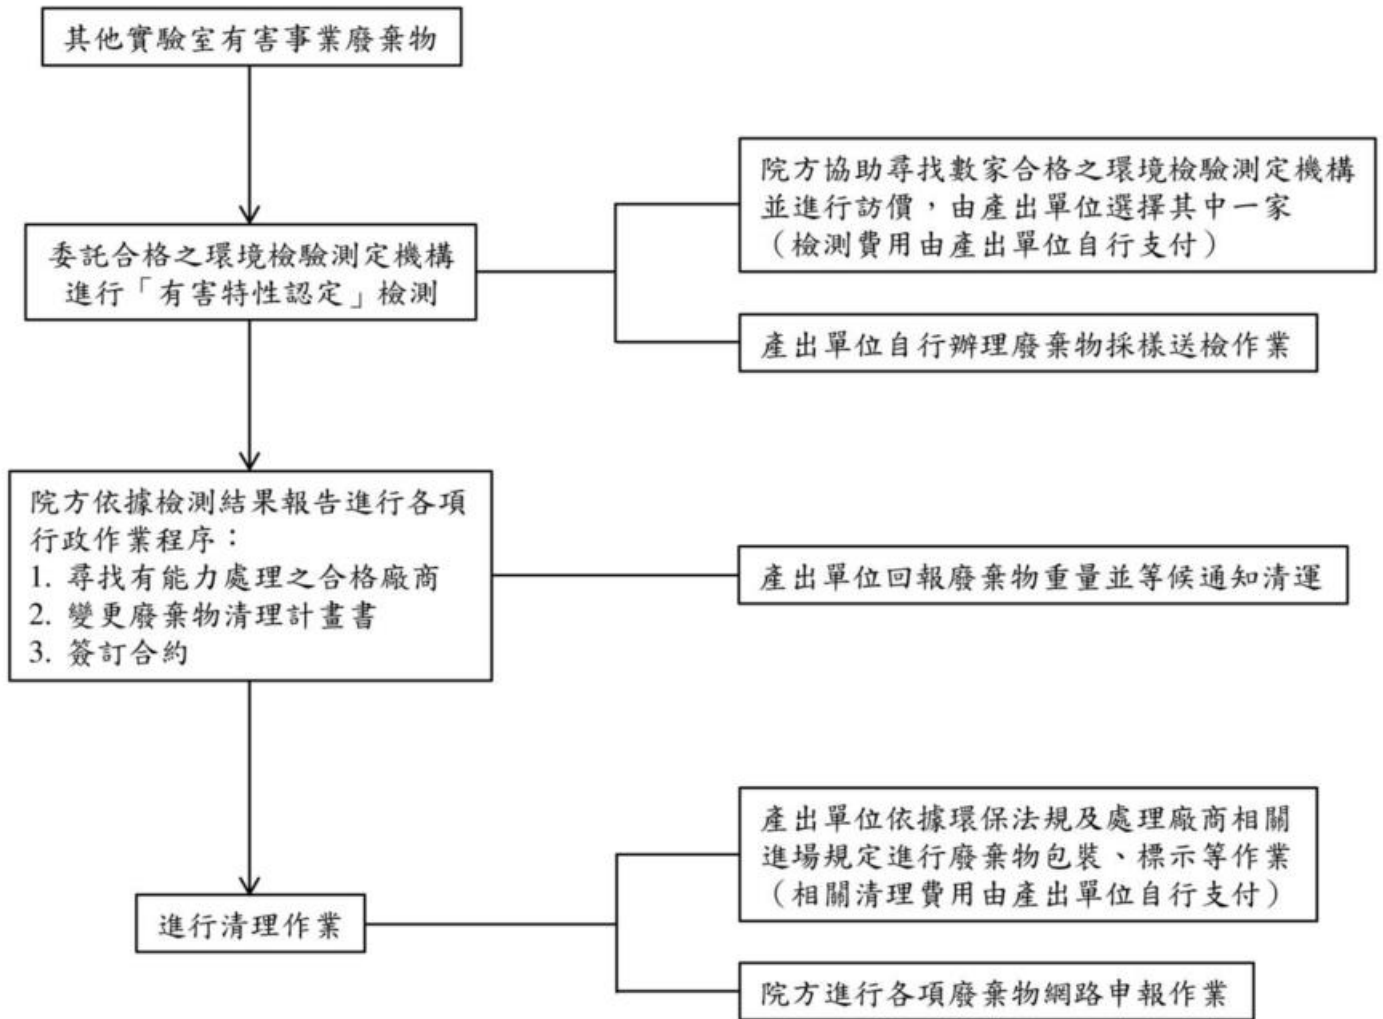 其他實驗室有害事業廢棄物
委託合格之環境檢驗測定機構
進行「有害特性認定」檢測
院方協助尋找數家合格之環境檢驗測定機構
並進行訪價，由產出單位選擇其中一家
（檢測費用由產出單位自行支付）
產出單位自行辦理廢棄物採樣送檢作業
院方依據檢測結果報告進行各項
行政作業程序：
1. 尋找有能力處理之合格廠商
2. 變更廢棄物清理計畫書
3. 簽訂合約
產出單位回報廢棄物重量並等候通知清運
進行清理作業
產出單位依據環保法規及處理廠商相關
進場規定進行廢棄物包裝、標示等作業
（相關清理費用由產出單位自行支付）
院方進行各項廢棄物網路申報作業